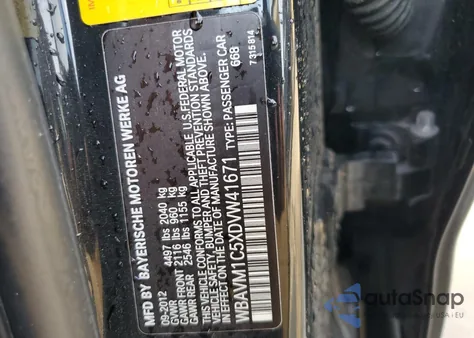 MFD BY BAYERISCHE MOTOREN WERKE AG
09-2012
GVWR 4497 lbs 2040 kg
GAWR FRONT 2116 lbs 960 kg
GAWR REAR 2546 lbs 1155 kg
THIS VEHICLE CONFORMS TO ALL APPLICABLE U.S. FEDERAL MOTOR
VEHICLE SAFETY, BUMPER AND THEFT PREVENTION STANDARDS
IN EFFECT ON THE DATE OF MANUFACTURE SHOWN ABOVE.
WBAVM1C5XDVW41671 TYPE: PASSENGER CAR
668
7315814
autoSnap